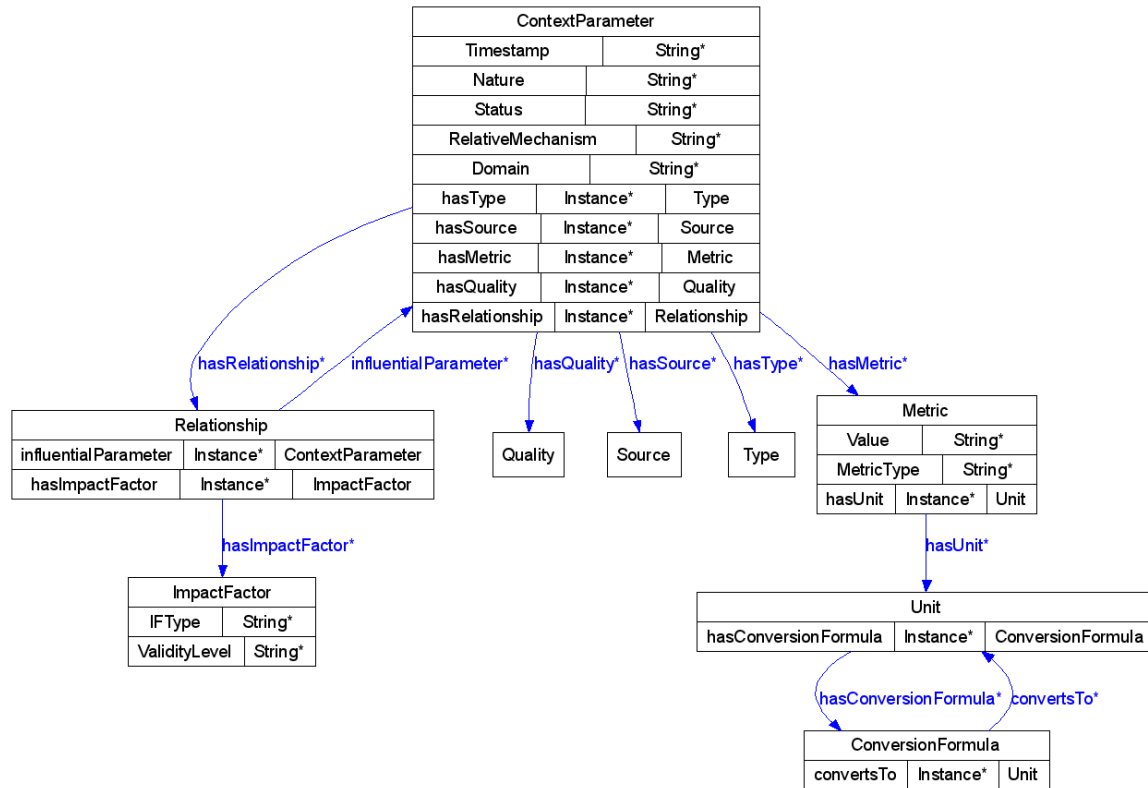 ContextParameter
Timestamp String*
Nature String*
Status String*
RelativeMechanism String*
Domain String*
hasType Instance* Type
hasSource Instance* Source
hasMetric Instance* Metric
hasQuality Instance* Quality
hasRelationship Instance* Relationship
hasRelationship* influentialParameter* hasQuality* hasSource* hasType* hasMetric*
Relationship
influentialParameter Instance* ContextParameter
hasImpactFactor Instance* ImpactFactor
Quality
Source
Type
Metric
Value String*
MetricType String*
hasUnit Instance* Unit
hasImpactFactor*
hasUnit*
ImpactFactor
IFType String*
ValidityLevel String*
Unit
hasConversionFormula Instance* ConversionFormula
hasConversionFormula* convertsTo*
ConversionFormula
convertsTo Instance* Unit